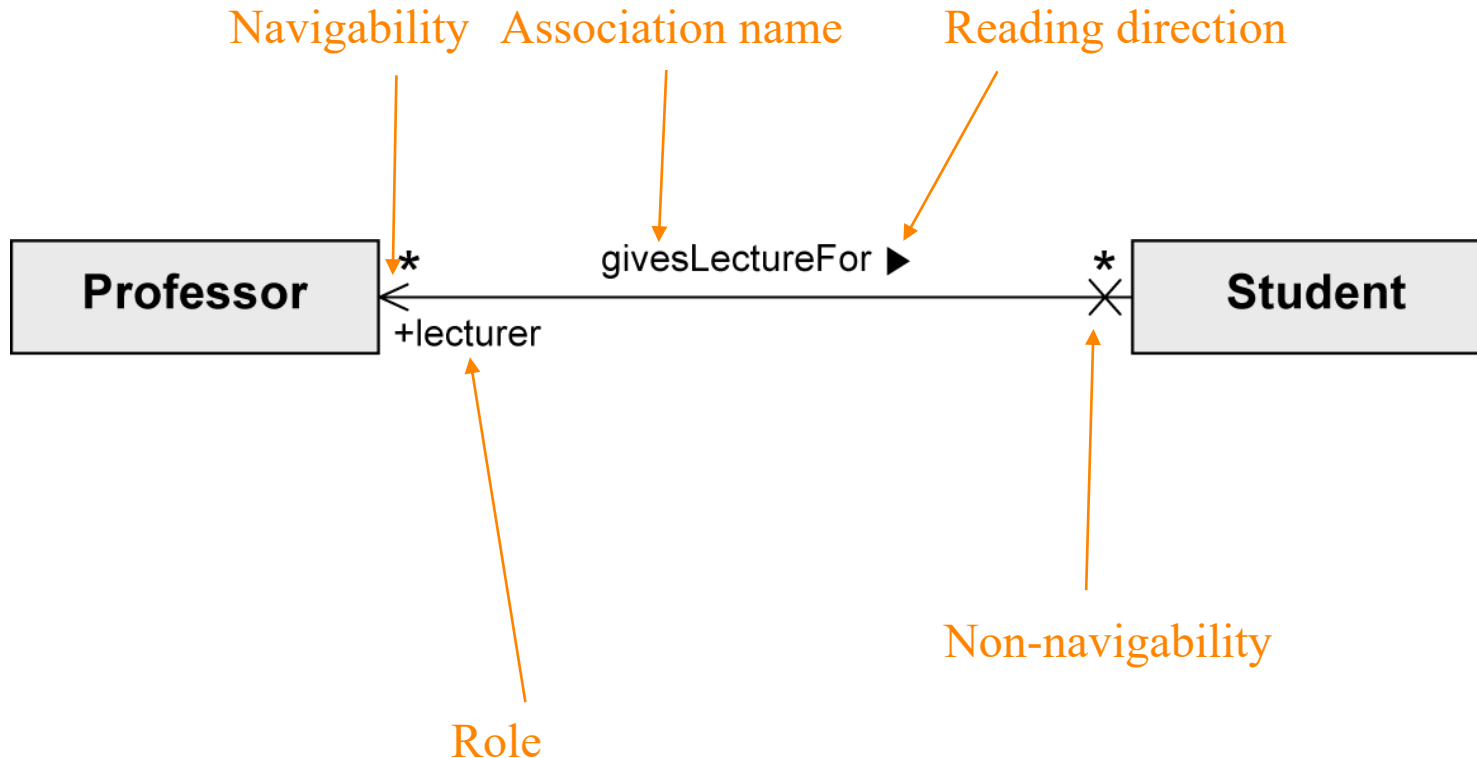 Navigability Association name Reading direction
* givesLectureFor ▶ *
Professor Student
+lecturer
Non-navigability
Role